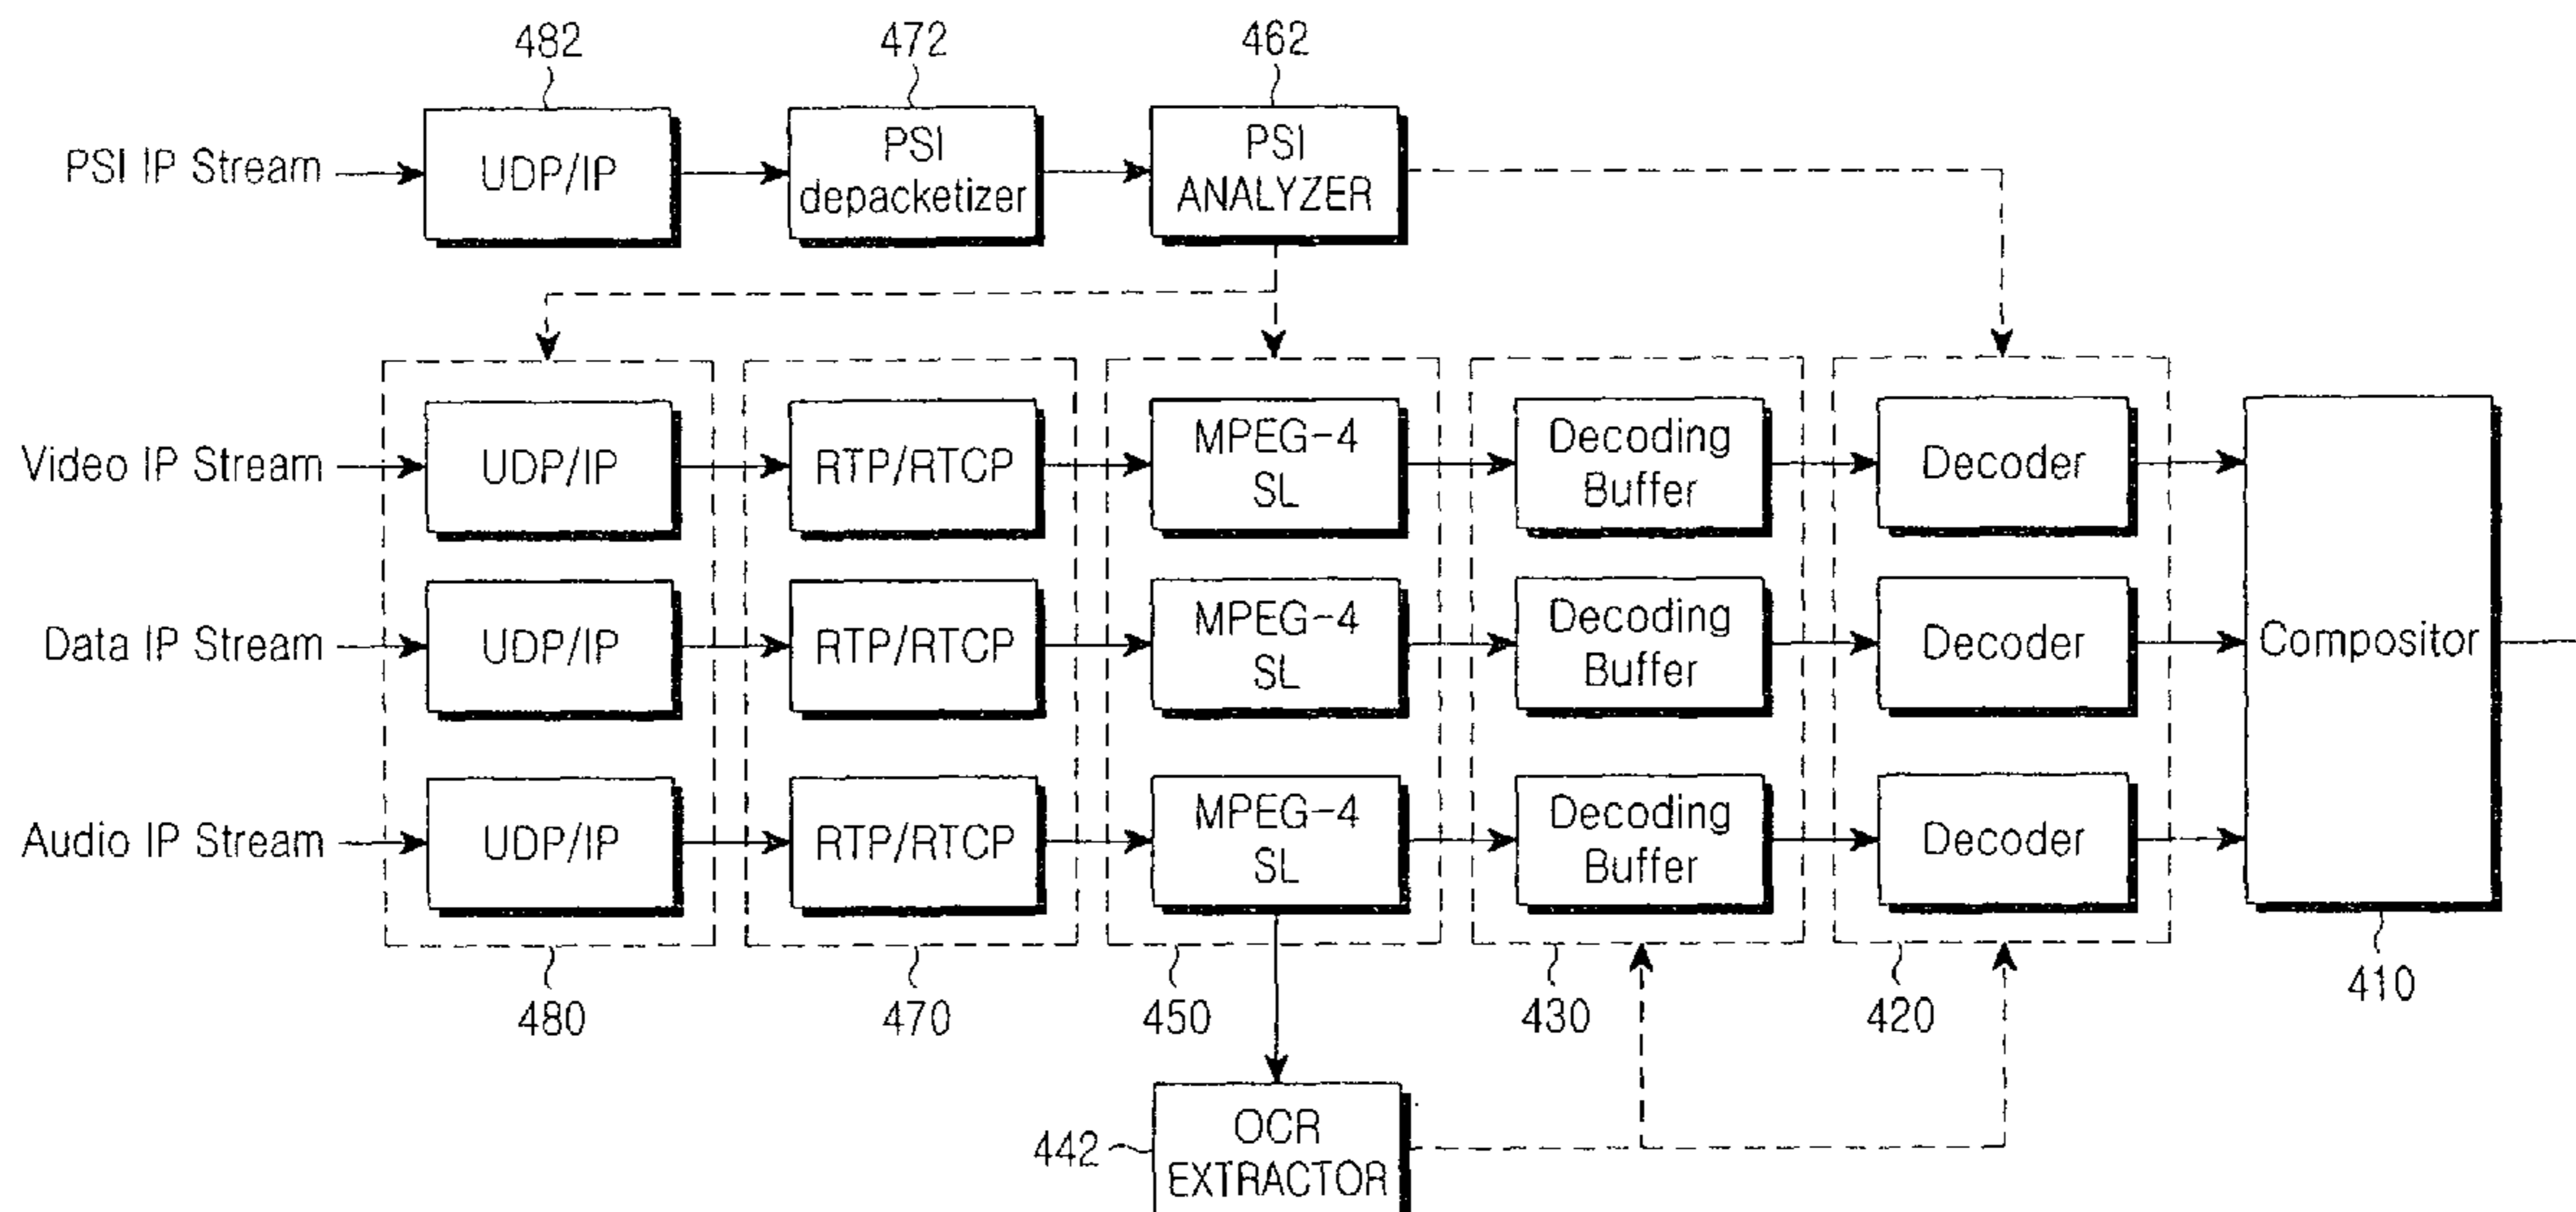 482
472
462
PSI IP Stream
UDP/IP
PSI
depacketizer
PSI
ANALYZER
Video IP Stream
UDP/IP
RTP/RTCP
MPEG-4
SL
Decoding
Buffer
Decoder
Data IP Stream
UDP/IP
RTP/RTCP
MPEG-4
SL
Decoding
Buffer
Decoder
Compositor
Audio IP Stream
UDP/IP
RTP/RTCP
MPEG-4
SL
Decoding
Buffer
Decoder
480
470
450
430
420
410
442
OCR
EXTRACTOR